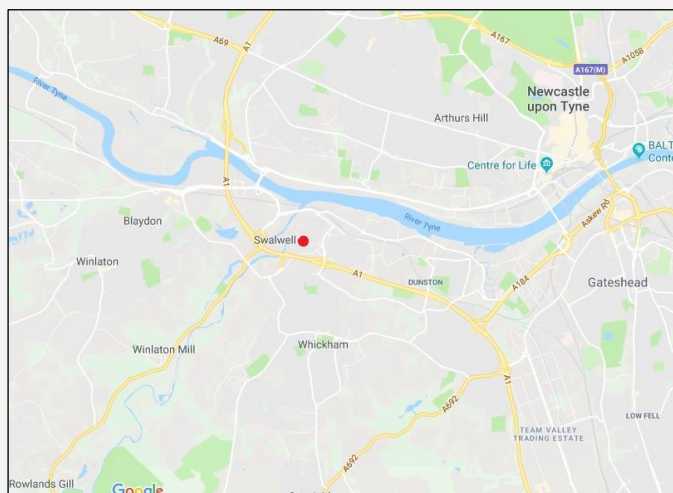 A69
A1
A167
A1058
A167(M)
Newcastle
upon Tyne
River Tyne
Arthurs Hill
BALT
Centre for Life
Conte
A1
Askew Rd
Blaydon
River Tyne
Swalwell
Winlaton
A1
DUNSTON
A184
Gateshead
Winlaton Mill
Whickham
A1
A692
LOW FELL
TEAM VALLEY
TRADING ESTATE
A692
Rowlands Gill
Google